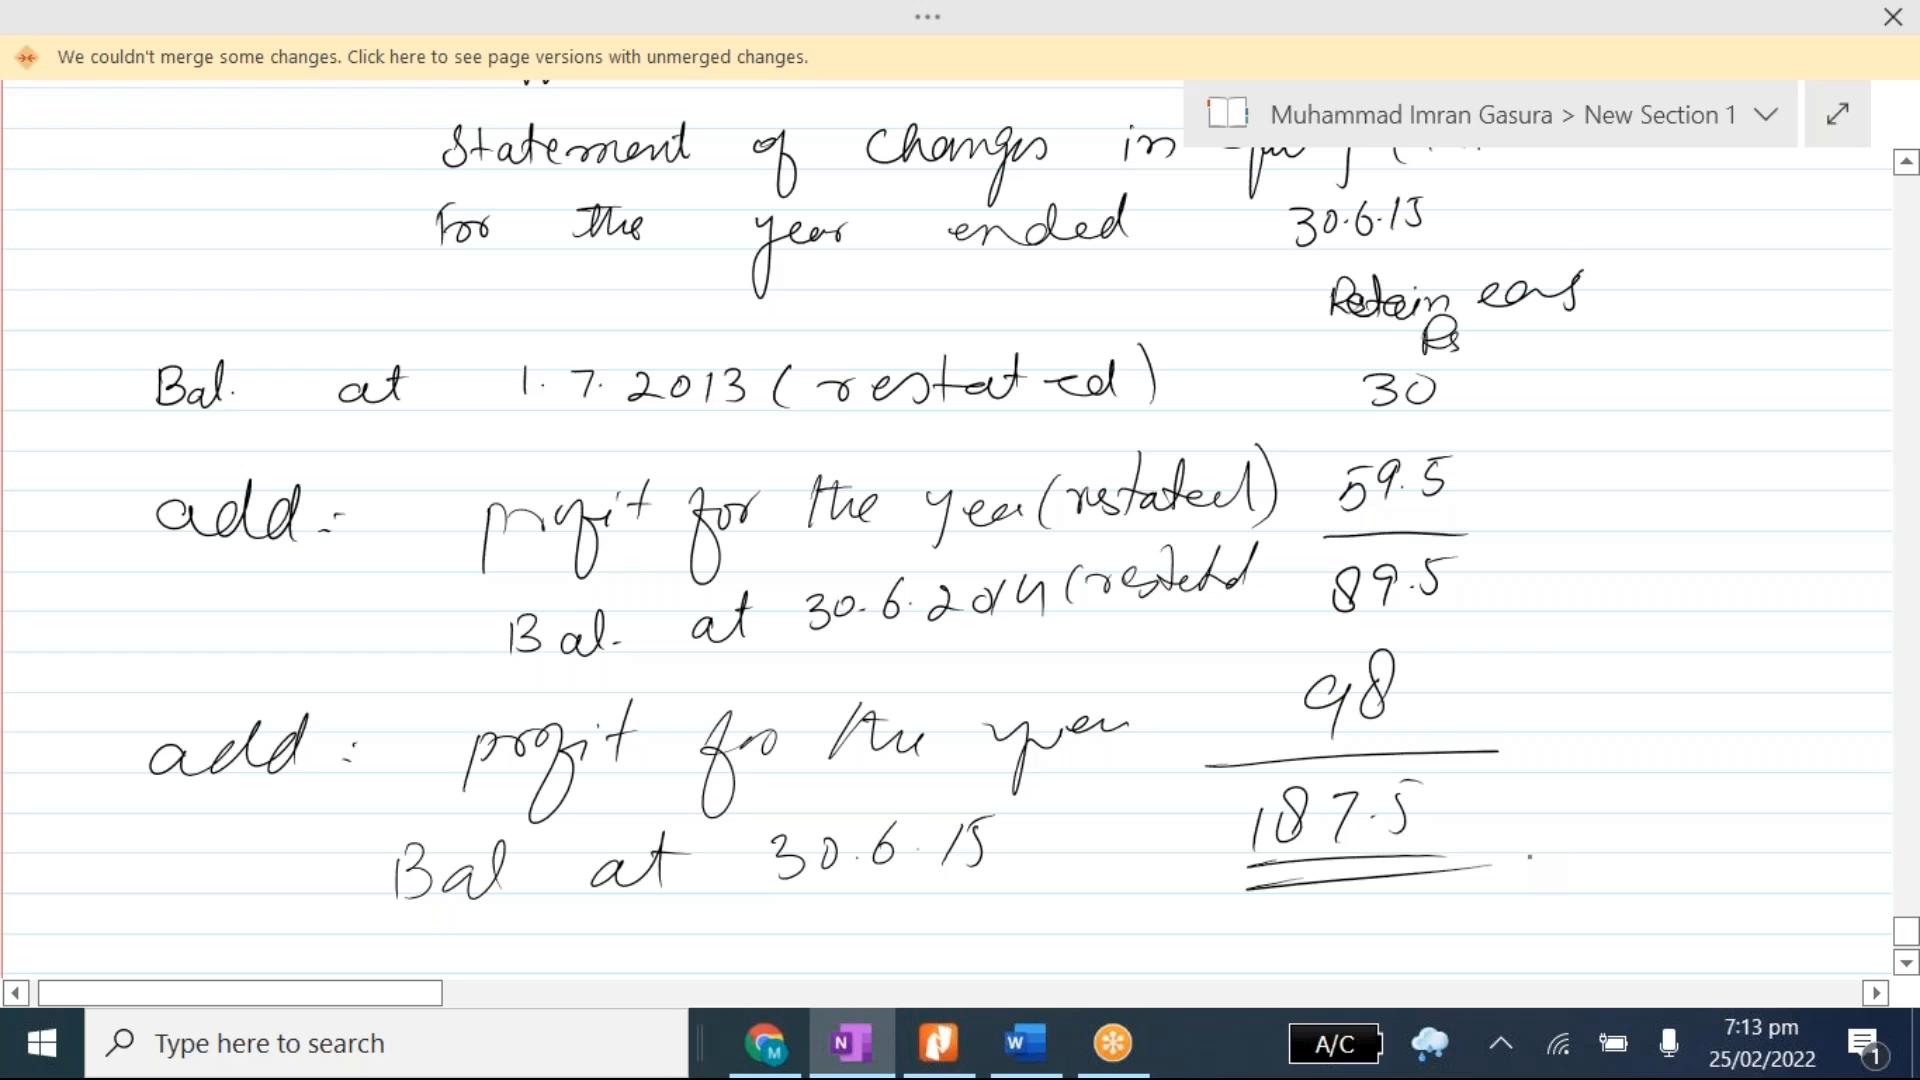 We couldn't merge some changes. Click here to see page versions with unmerged changes.
Muhammad Imran Gasura > New Section 1
Statement of changes in
For the year ended 30.6.15
Retain
Rs
Bal. at 1.7.2013 (restated) 30
add: profit for the year (restated) 59.5
Bal. at 30.6.2014 (restated 89.5
add: profit for the year 98
Bal at 30.6.15 187.5
Type here to search
A/C
7:13 pm
25/02/2022
1